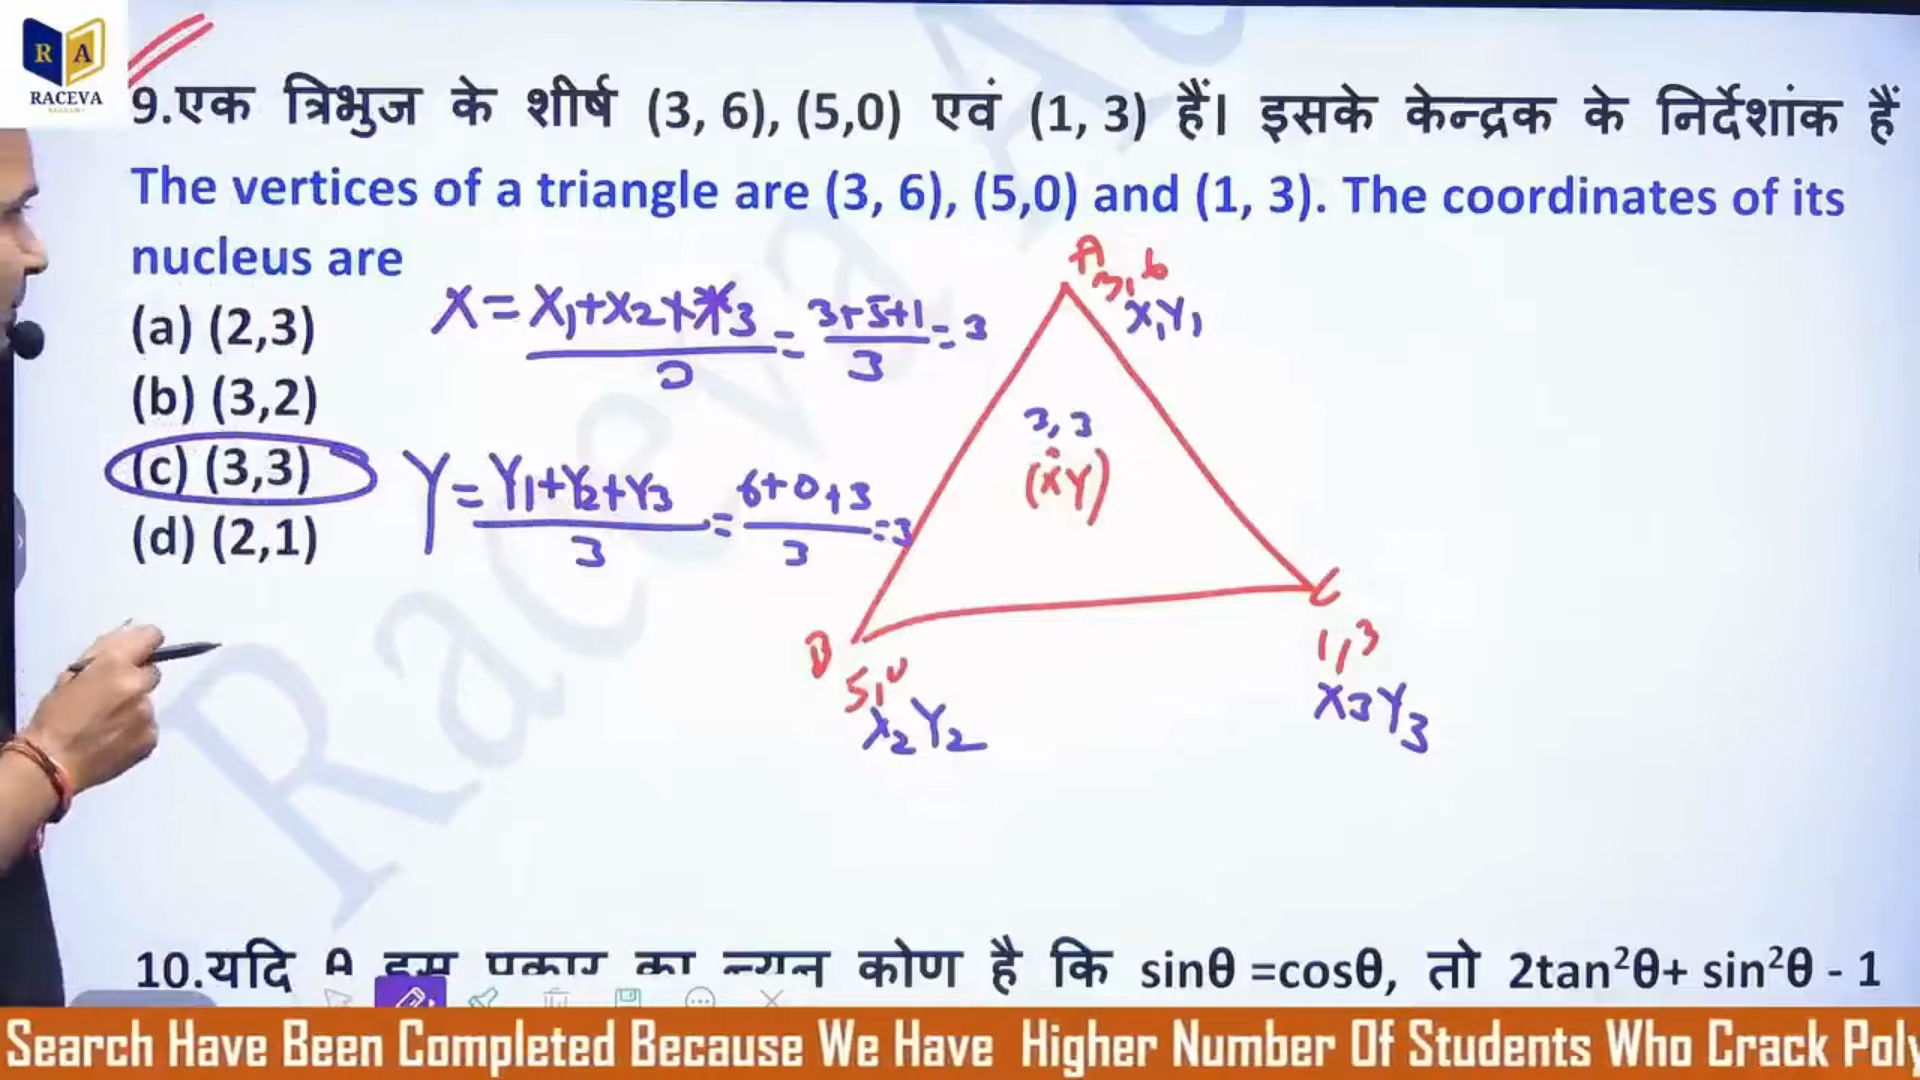 R A
RACEVA
9.एक त्रिभुज के शीर्ष (3, 6), (5,0) एवं (1, 3) हैं। इसके केन्द्रक के निर्देशांक हैं
The vertices of a triangle are (3, 6), (5,0) and (1, 3). The coordinates of its
nucleus are
(a) (2,3)
(b) (3,2)
(c) (3,3)
(d) (2,1)
X = X1+X2+X3 / 3 = 3+5+1 / 3 = 3
Y = Y1+Y2+Y3 / 3 = 6+0+3 / 3 = 3
A
3,6
X1Y1
3,3
(XY)
B
5,0
X2Y2
C
1,3
X3Y3
Raceva
10.यदि θ इस प्रकार का न्यून कोण है कि sinθ =cosθ, तो 2tan²θ+ sin²θ - 1
Search Have Been Completed Because We Have Higher Number Of Students Who Crack Poly